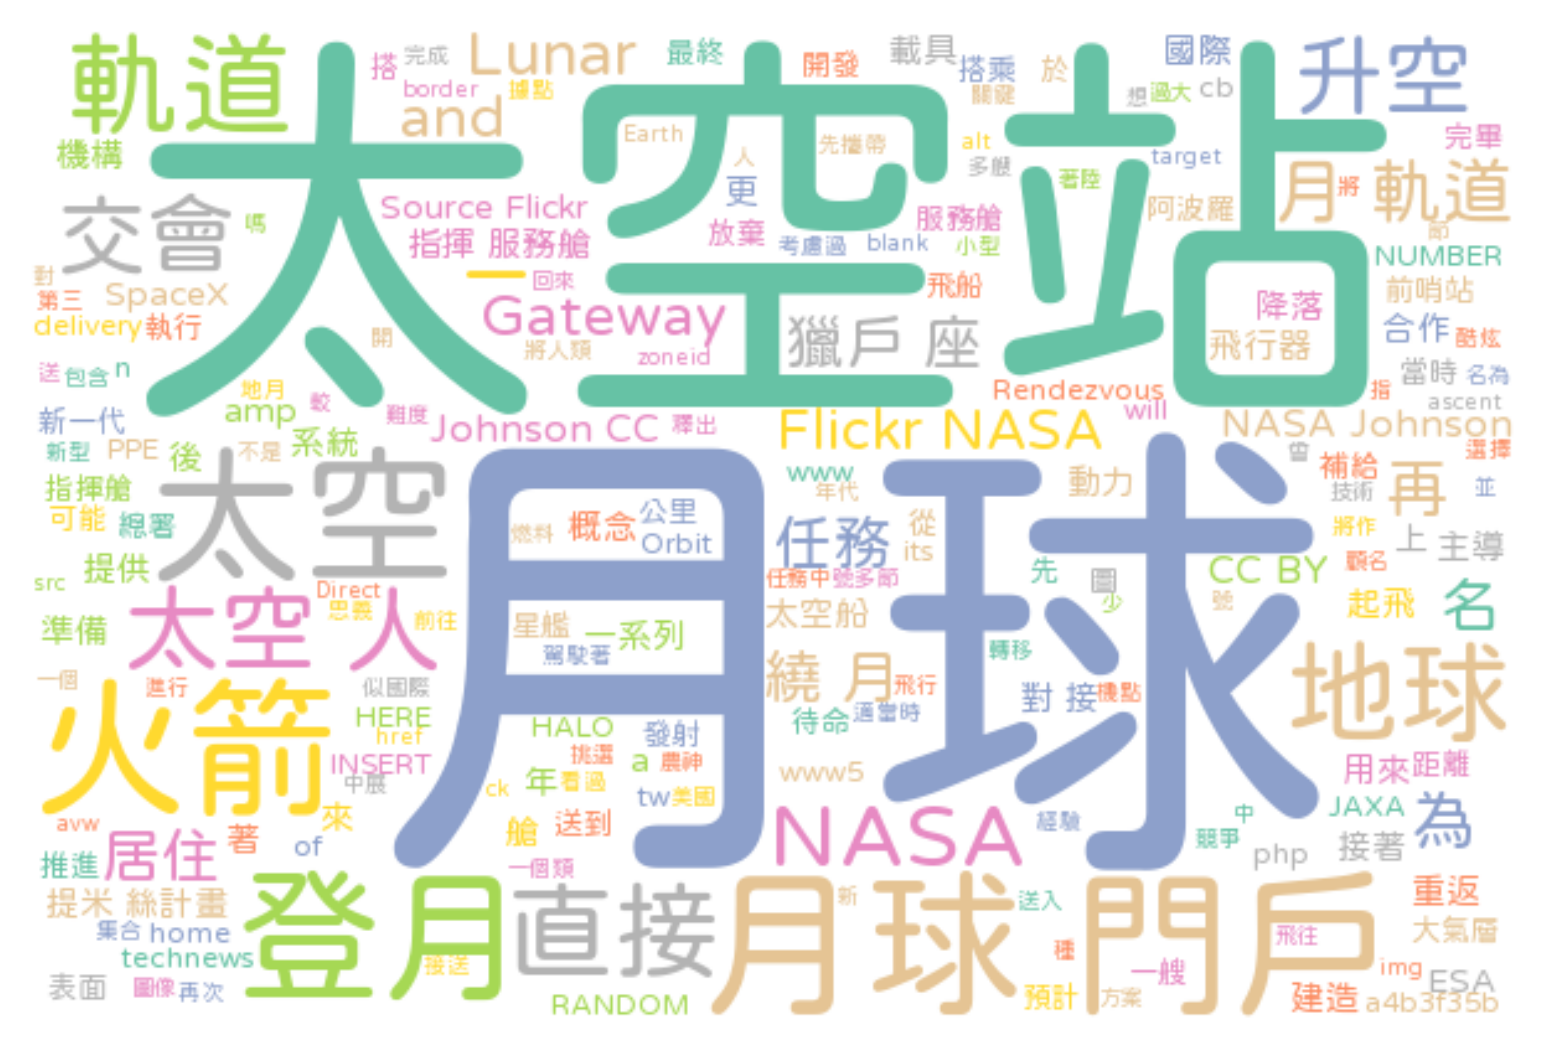 軌道
太空站
搭
完成
Lunar
最終
開發
載具
搭乘
於
國際
升空
border
據點
關鍵
想
過大
cb
and
Earth
人
先攜帶
alt
多艘
target
完畢
機構
著陸
月
將
軌道
交會
嗎
Source Flickr
更
服務艙
阿波羅
節
指揮 服務艙
放棄
考慮過
blank
小型
NUMBER
對
第三
SpaceX
一
回來
飛船
降落
前哨站
delivery
執行
開
Gateway
將人類
zoneid
獵戶 座
飛行器
合作
酷炫
送
包含
n
地月
較
難度
Rendezvous
指
當時
名為
新一代
amp
Johnson CC
釋出
Flickr NASA
will
NASA Johnson
ascent
新型
PPE
後
不是
系統
月球
www
年代
動力
曾
補給
選擇
指揮艙
太空
技術
再
並
可能
總署
燃料
概念
公里
Orbit
任務
從
its
將作
上
主導
src
提供
Direct
任務中
號多節
先
圖
少
CC BY
顧名
準備
太空 人
思義
前往
星艦
一系列
駕駛著
太空船
號
起飛
名
一個
進行
似國際
繞 月
飛行
轉移
地球
火箭
HERE
href
HALO
發射
待命
適當時
對 接
機點
INSERT
中展
挑選
a
農神
www5
用來
距離
ck
年
看過
tw
美國
avw
來
艙
送到
NASA
經驗
中
JAXA
為
居住
著
of
競爭
php
接著
推進
一個類
提米 絲計畫
登月
直接
月球 門戶
新
送入
重返
集合
home
飛往
大氣層
technews
接送
種
一艘
img
ESA
表面
圖像
再次
RANDOM
預計
方案
建造
a4b3f35b